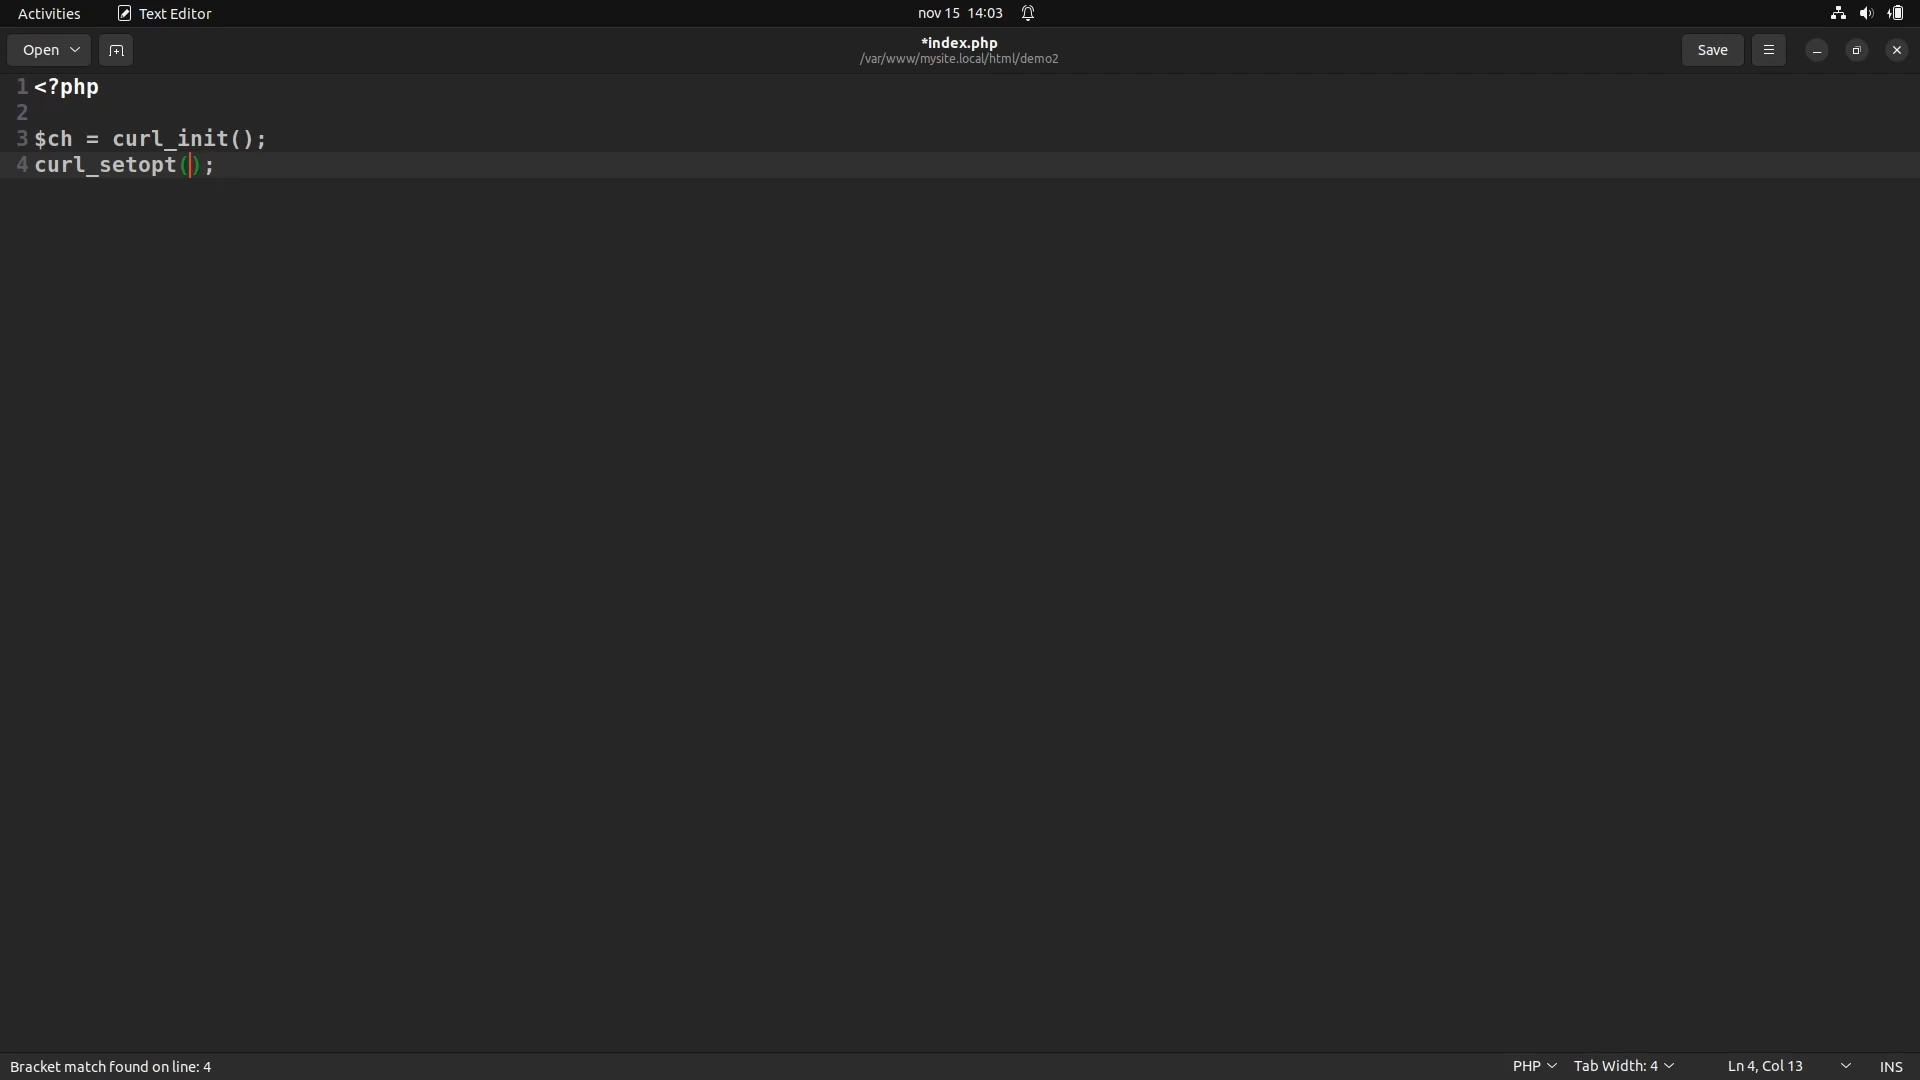 Activities Text Editor nov 15 14:03
Open *index.php Save
/var/www/mysite.local/html/demo2
1 <?php
2
3 $ch = curl_init();
4 curl_setopt();
Bracket match found on line: 4 PHP Tab Width: 4 Ln 4, Col 13 INS